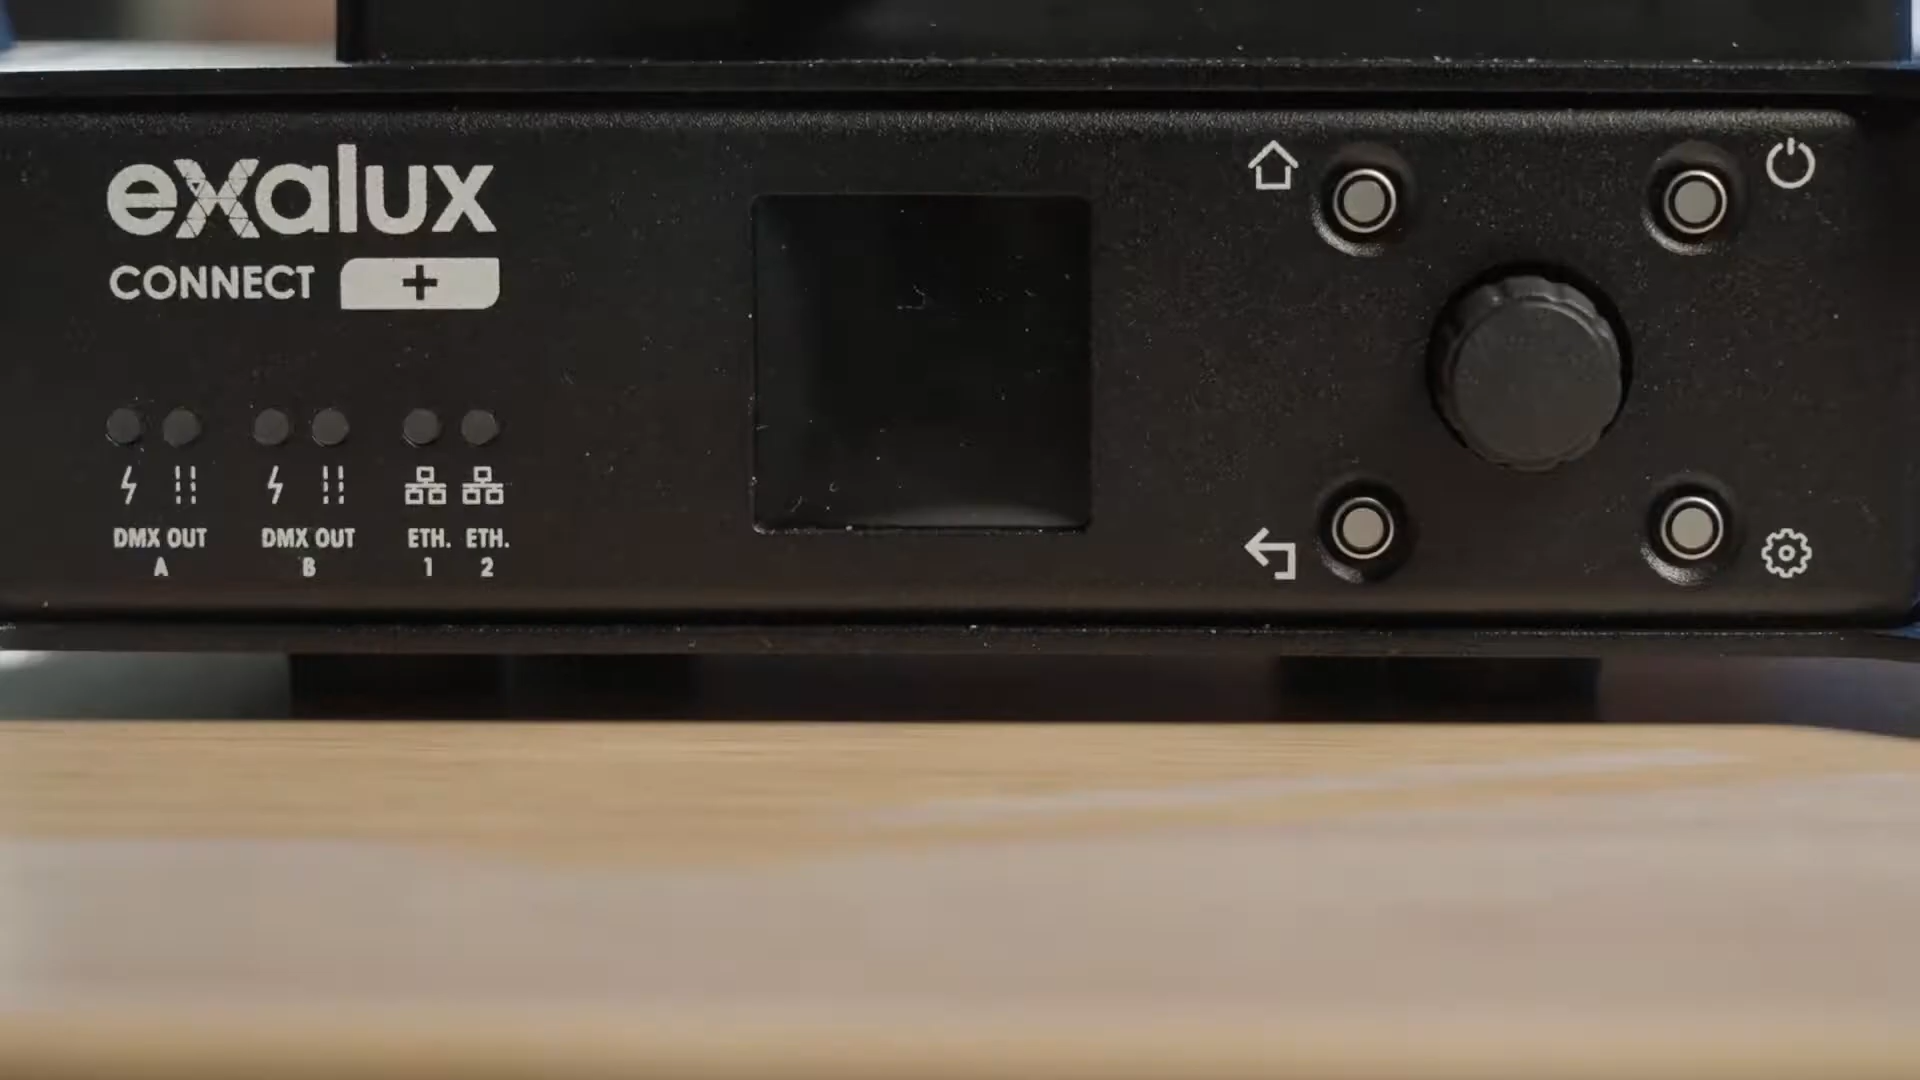 exalux
CONNECT +
DMX OUT A
DMX OUT B
ETH. 1
ETH. 2